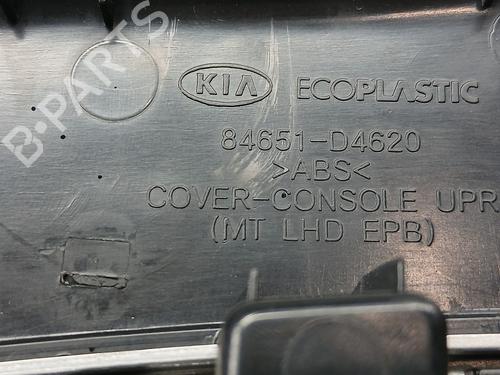 B-PARTS
KIA ECOPLASTIC
84651-D4620
>ABS<
COVER-CONSOLE UPR
(MT LHD EPB)